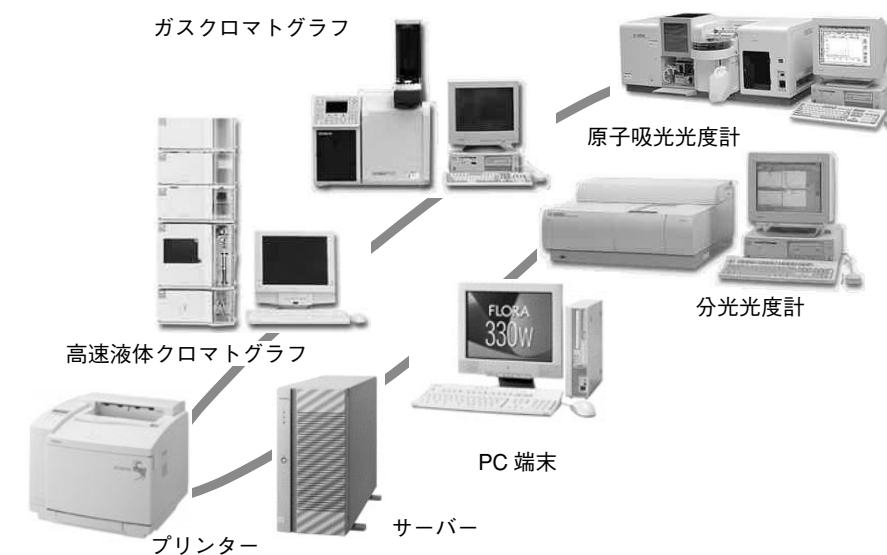 ガスクロマトグラフ
原子吸光光度計
分光光度計
高速液体クロマトグラフ
FLORA
330W
PC 端末
サーバー
プリンター